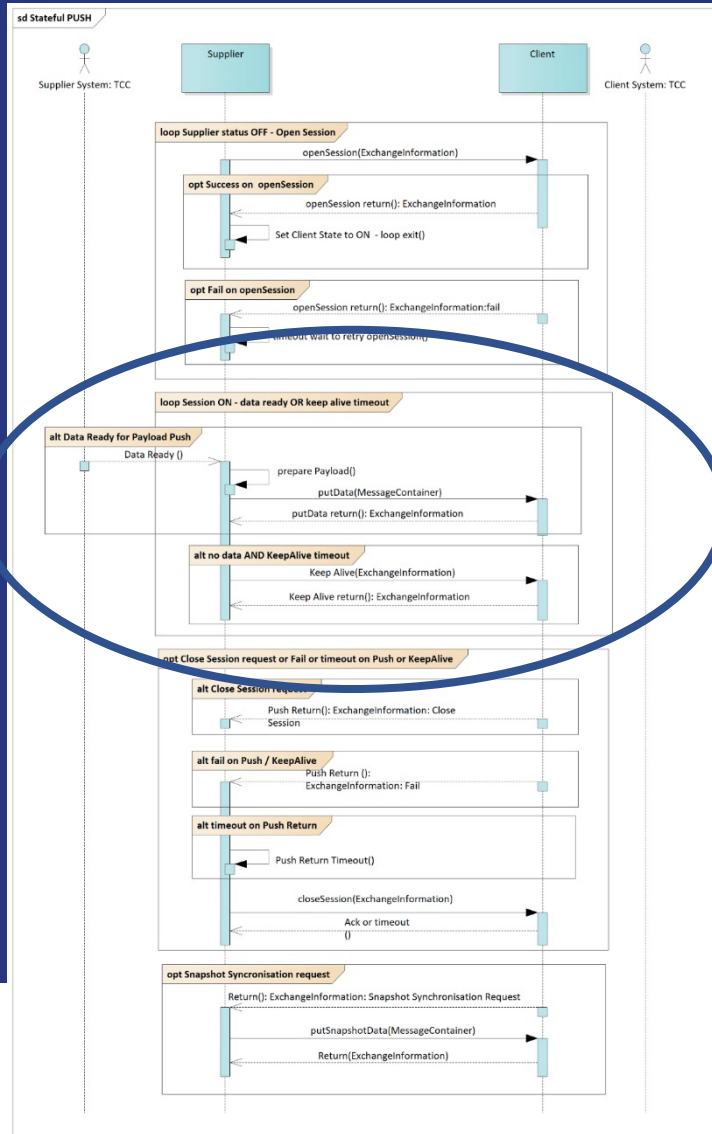 sd Stateful PUSH
Supplier
Client
Supplier System: TCC
Client System: TCC
loop Supplier status OFF - Open Session
openSession(ExchangeInformation)
opt Success on openSession
openSession return(): ExchangeInformation
Set Client State to ON - loop exit()
opt Fail on openSession
openSession return(): ExchangeInformation:fail
timeout wait to retry openSession()
loop Session ON - data ready OR keep alive timeout
alt Data Ready for Payload Push
Data Ready ()
prepare Payload()
putData(MessageContainer)
putData return(): ExchangeInformation
alt no data AND KeepAlive timeout
Keep Alive(ExchangeInformation)
Keep Alive return(): ExchangeInformation
opt Close Session request or Fail or timeout on Push or KeepAlive
alt Close Session request
Push Return(): ExchangeInformation: Close
Session
alt fail on Push / KeepAlive
Push Return ():
ExchangeInformation: Fail
alt timeout on Push Return
Push Return Timeout()
closeSession(ExchangeInformation)
Ack or timeout
()
opt Snapshot Syncronisation request
Return(): ExchangeInformation: Snapshot Synchronisation Request
putSnapshotData(MessageContainer)
Return(ExchangeInformation)